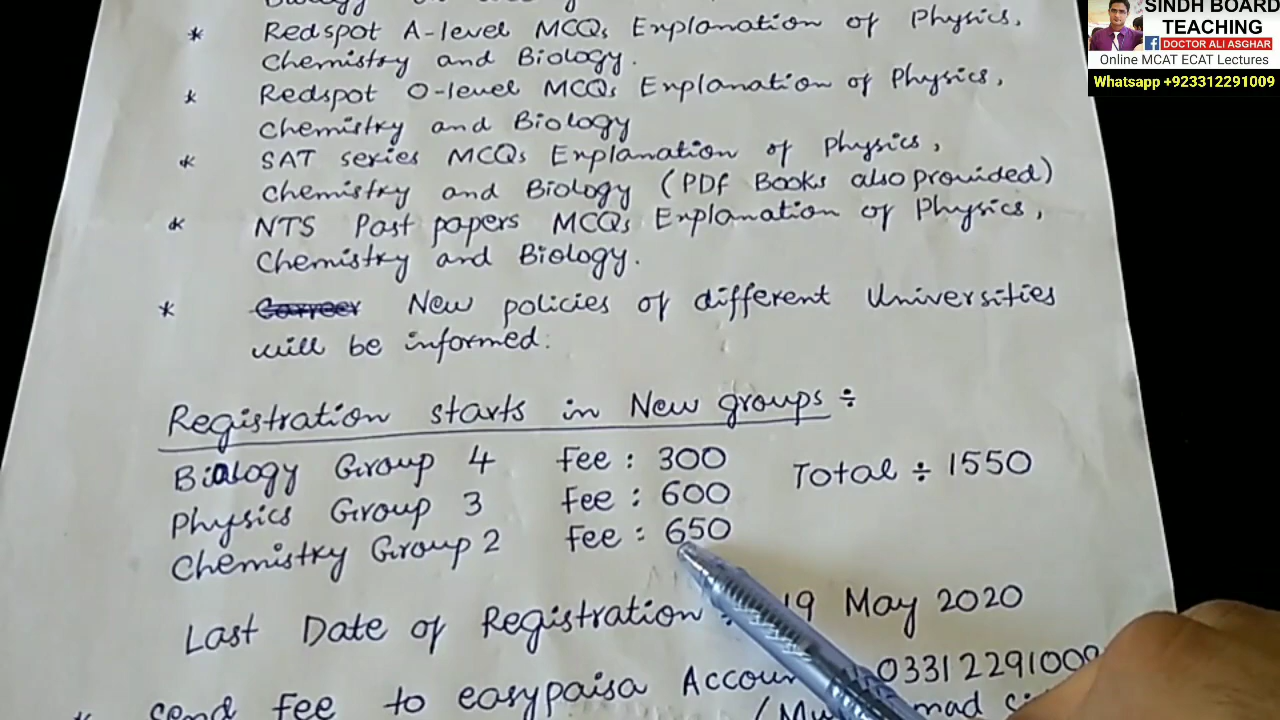 * Redspot A-level MCQs Explanation of Physics,
Chemistry and Biology.
* Redspot O-level MCQs Explanation of Physics,
Chemistry and Biology
* SAT series MCQs Explanation of Physics,
Chemistry and Biology (PDF Books also provided)
* NTS Past papers MCQs Explanation of Physics,
Chemistry and Biology.
* New policies of different Universities
will be informed.
Registration starts in New groups ÷
Biology Group 4 Fee : 300 Total ÷ 1550
Physics Group 3 Fee : 600
Chemistry Group 2 Fee : 650
Last Date of Registration 19 May 2020
* Send Fee to easypaisa 03312291009
SINDH BOARD
TEACHING
f DOCTOR ALI ASGHAR
Online MCAT ECAT Lectures
Whatsapp +923312291009